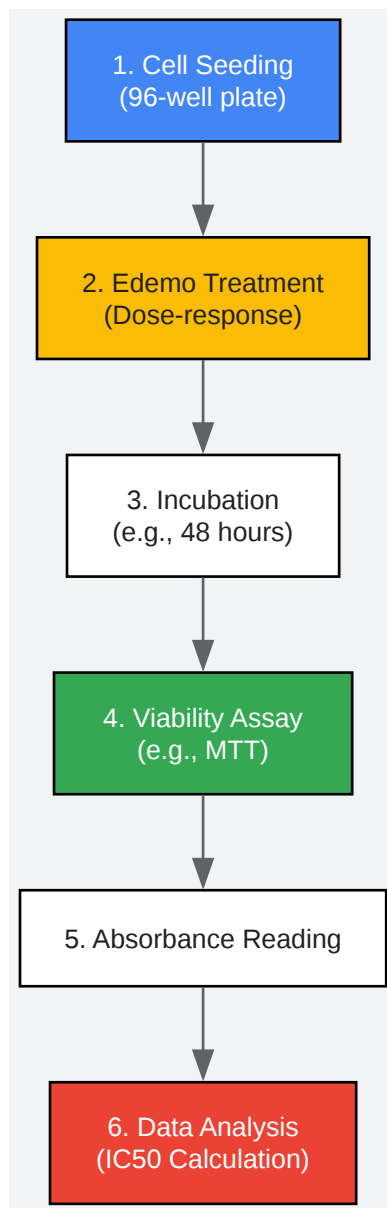 1. Cell Seeding
(96-well plate)
2. Edemo Treatment
(Dose-response)
3. Incubation
(e.g., 48 hours)
4. Viability Assay
(e.g., MTT)
5. Absorbance Reading
6. Data Analysis
(IC50 Calculation)